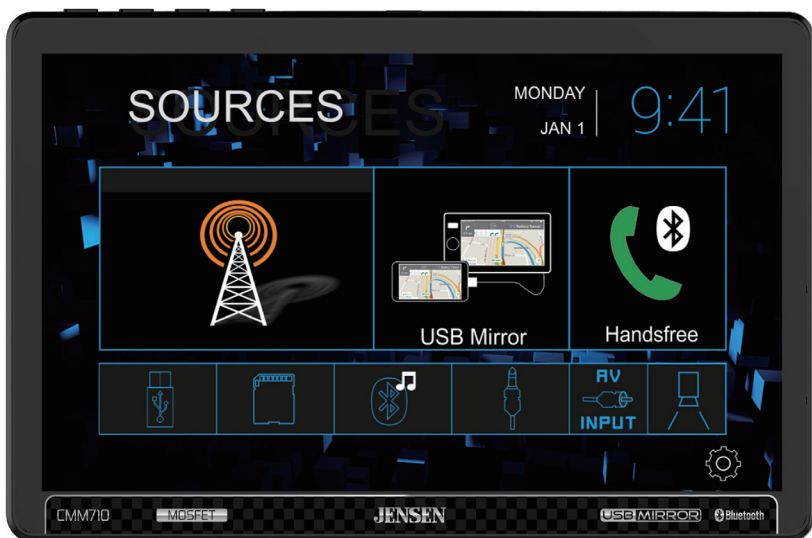 SOURCES
MONDAY
JAN 1
9:41
USB Mirror
Handsfree
AV
INPUT
CMM710
MOSFET
JENSEN
USB MIRROR
Bluetooth